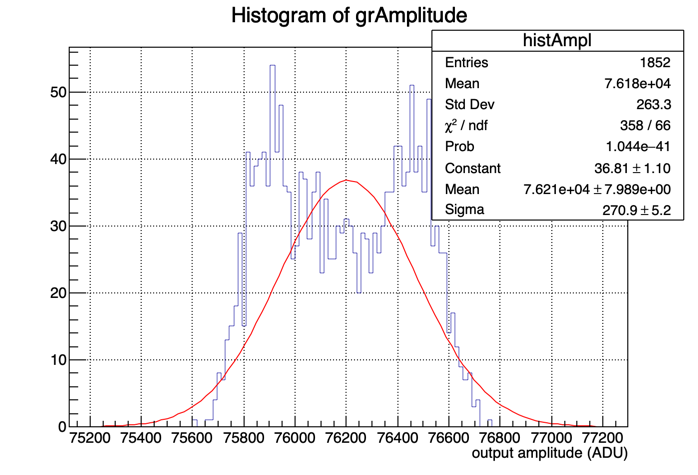 Histogram of grAmplitude
histAmpl
Entries 1852
Mean 7.618e+04
Std Dev 263.3
χ² / ndf 358 / 66
Prob 1.044e−41
Constant 36.81 ± 1.10
Mean 7.621e+04 ± 7.989e+00
Sigma 270.9 ± 5.2
50
40
30
20
10
0
75200 75400 75600 75800 76000 76200 76400 76600 76800 77000 77200
output amplitude (ADU)